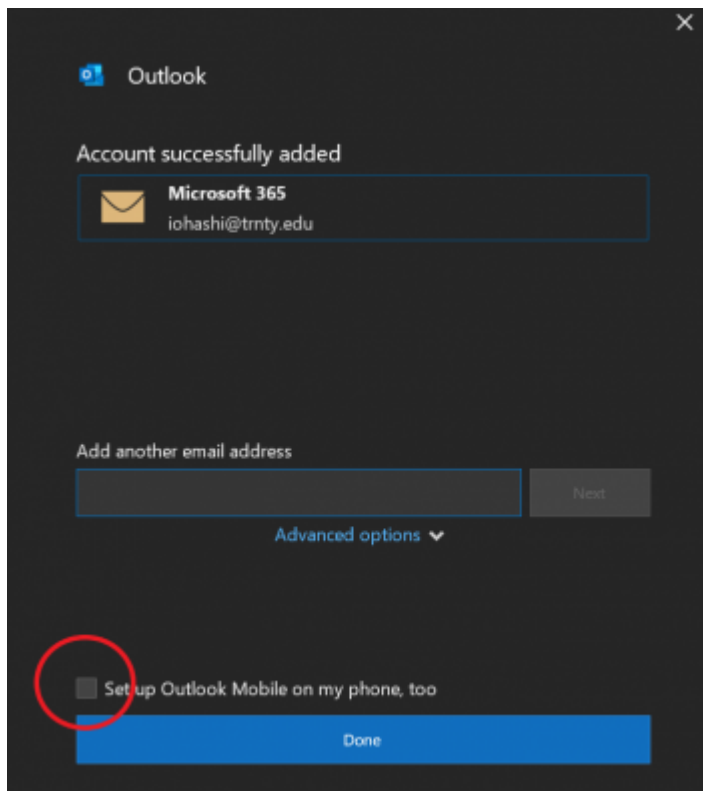 Outlook
Account successfully added
Microsoft 365
iohashi@trnty.edu
Add another email address
Next
Advanced options
Set up Outlook Mobile on my phone, too
Done